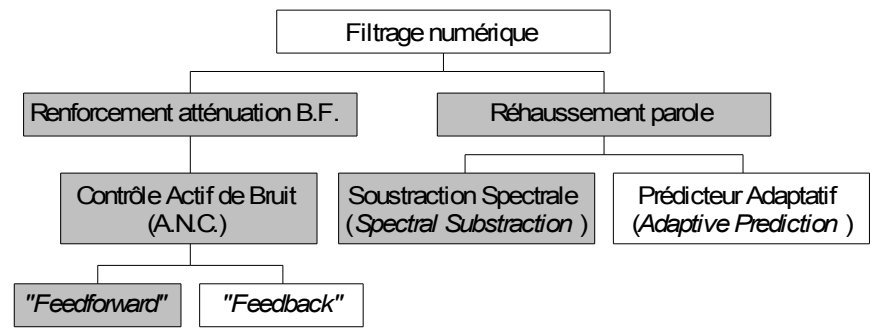 Filtrage numérique
Renforcement atténuation B.F.
Réhaussement parole
Contrôle Actif de Bruit
(A.N.C.)
Soustraction Spectrale
(Spectral Substraction )
Prédicteur Adaptatif
(Adaptive Prediction )
"Feedforward"
"Feedback"